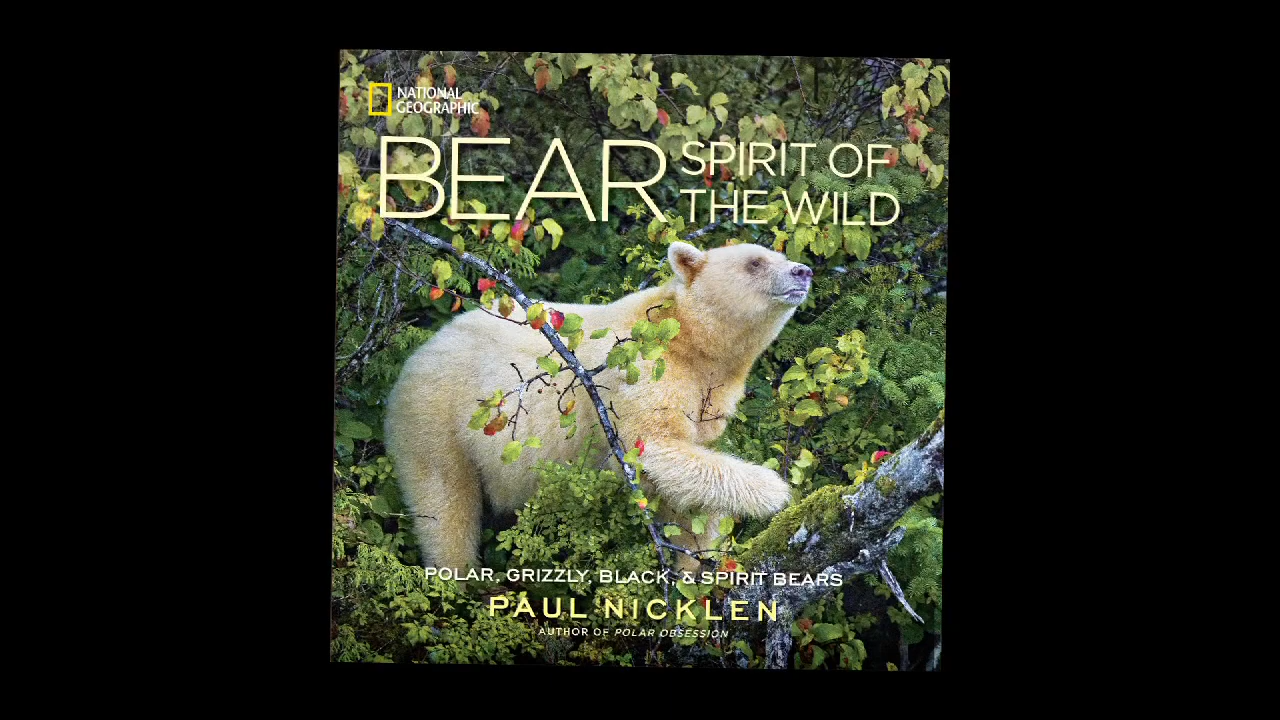 NATIONAL
GEOGRAPHIC
BEAR SPIRIT OF
THE WILD
POLAR, GRIZZLY, BLACK, & SPIRIT BEARS
PAUL NICKLEN
AUTHOR OF POLAR OBSESSION